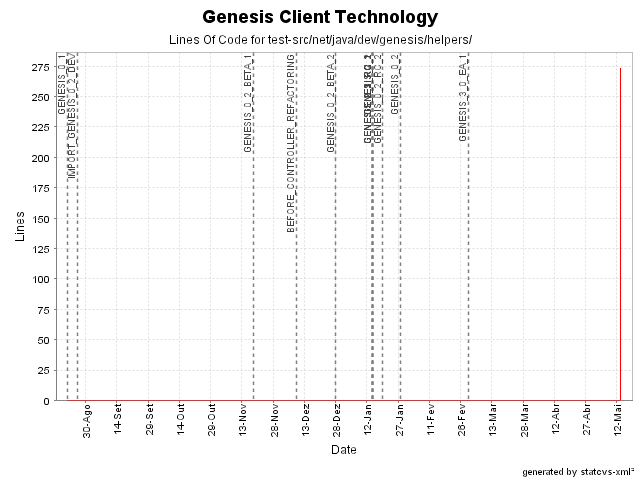 Genesis Client Technology
Lines Of Code for test-src/net/java/dev/genesis/helpers/
Lines
275
250
225
200
175
150
125
100
75
50
25
0
GENESIS_0_1
IMPORT_GENESIS_0_2_DEV
GENESIS_0_2_BETA_1
BEFORE_CONTROLLER_REFACTORING
GENESIS_0_2_BETA_2
GENESIS_0_2_RC_2
GENESIS_0_2
GENESIS_3_0_EA_1
30-Ago
14-Set
29-Set
14-Out
29-Out
13-Nov
28-Nov
13-Dez
28-Dez
12-Jan
27-Jan
11-Fev
26-Fev
13-Mar
28-Mar
12-Abr
27-Abr
12-Mai
Date
generated by statcvs-xml²